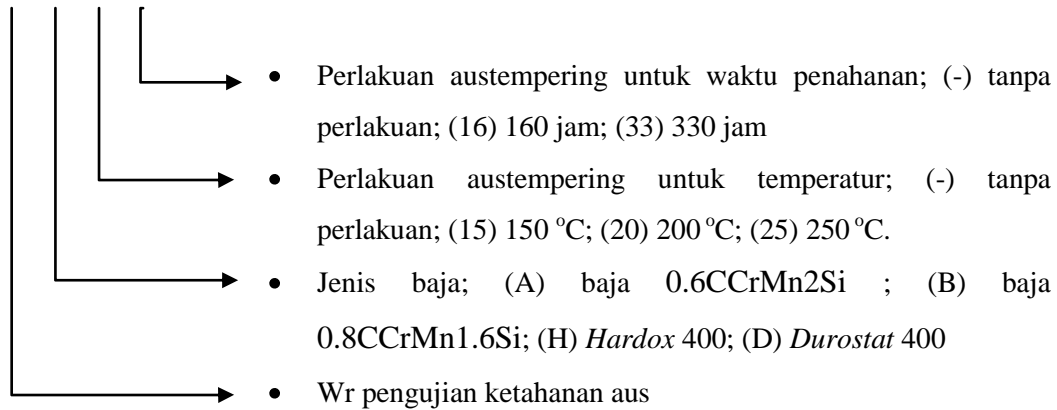 • Perlakuan austempering untuk waktu penahanan; (-) tanpa
perlakuan; (16) 160 jam; (33) 330 jam
• Perlakuan austempering untuk temperatur; (-) tanpa
perlakuan; (15) 150 °C; (20) 200 °C; (25) 250 °C.
• Jenis baja; (A) baja 0.6CCrMn2Si ; (B) baja
0.8CCrMn1.6Si; (H) Hardox 400; (D) Durostat 400
• Wr pengujian ketahanan aus